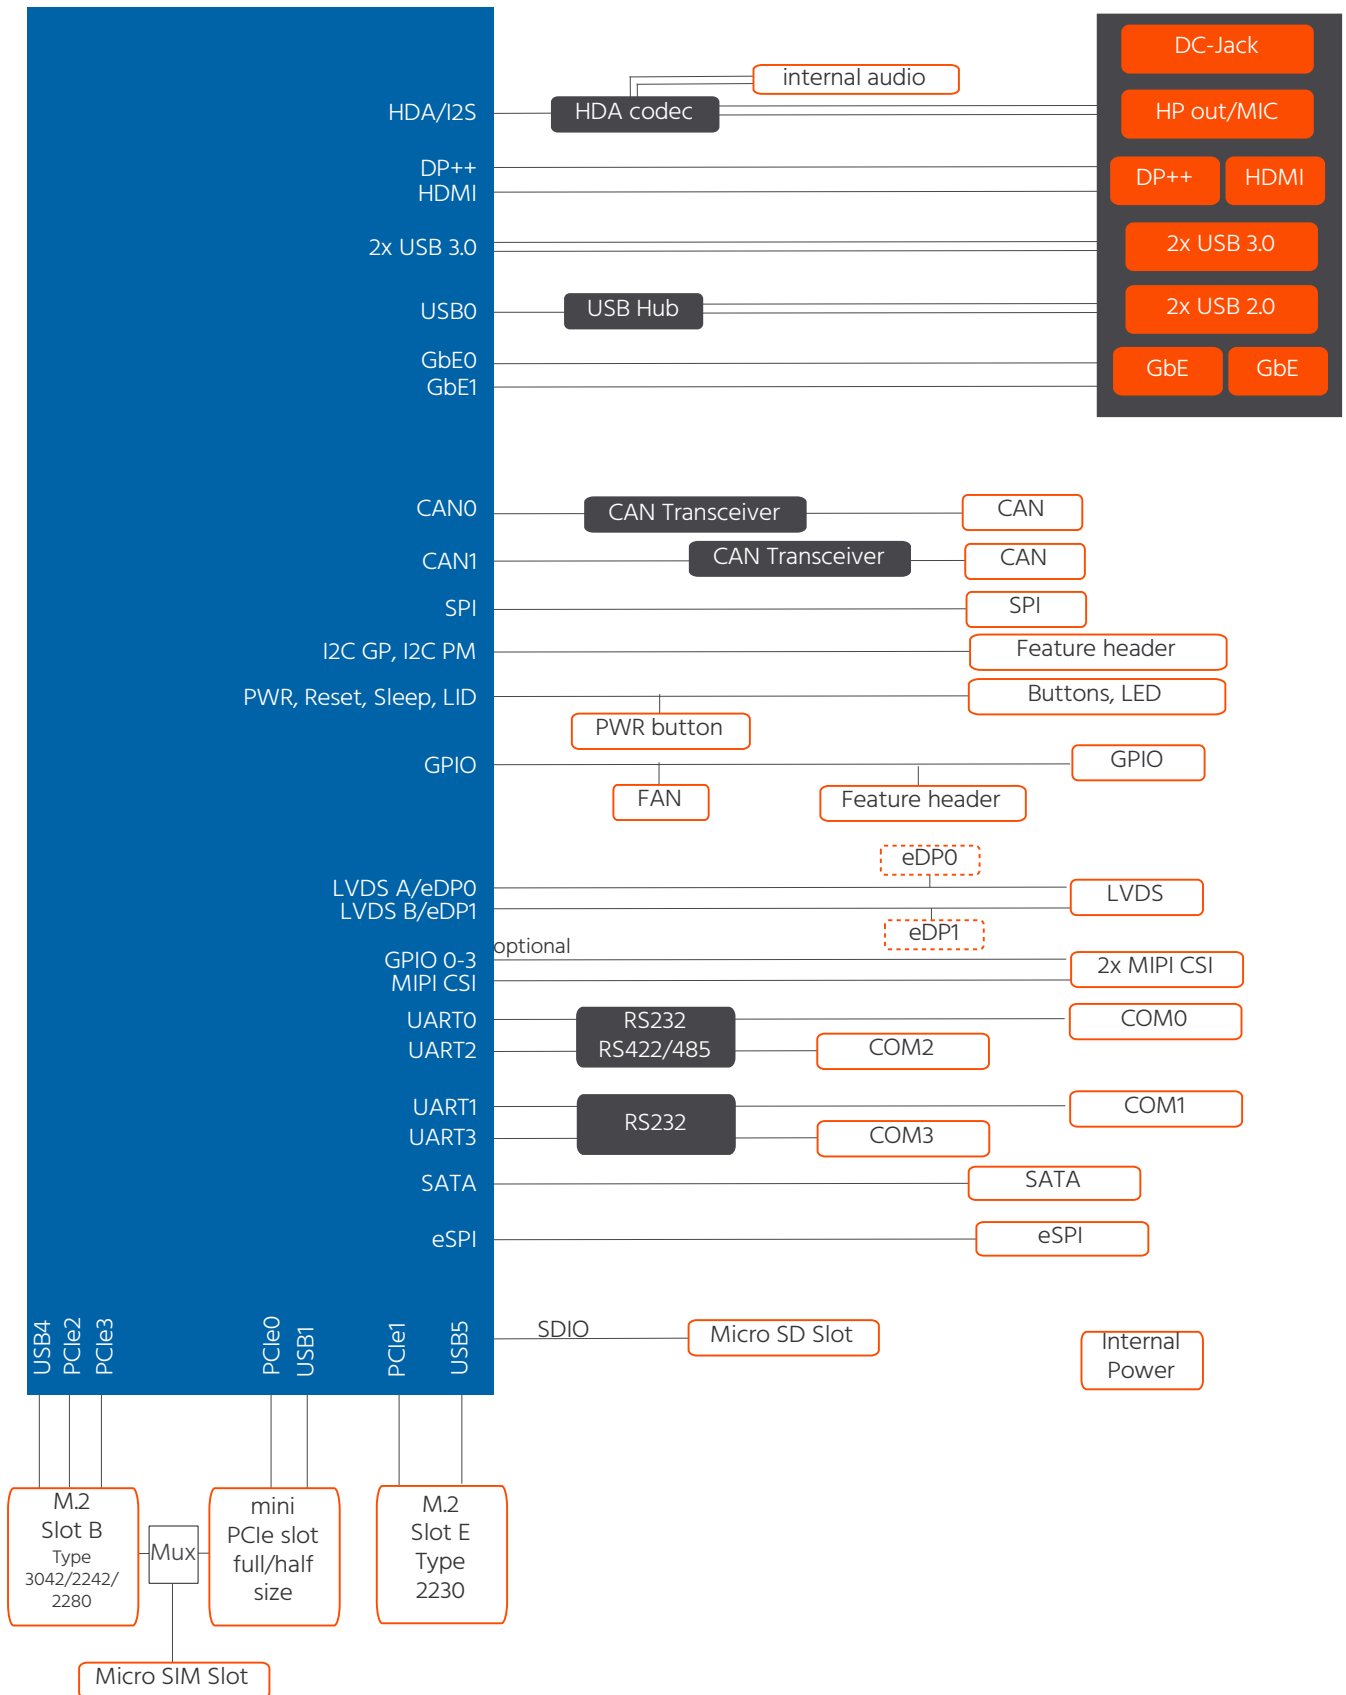 DC-Jack
internal audio
HDA/I2S
HDA codec
HP out/MIC
DP++
HDMI
DP++
HDMI
2x USB 3.0
2x USB 3.0
USB0
USB Hub
2x USB 2.0
GbE0
GbE1
GbE
GbE
CAN0
CAN Transceiver
CAN
CAN1
CAN Transceiver
CAN
SPI
SPI
I2C GP, I2C PM
Feature header
PWR, Reset, Sleep, LID
Buttons, LED
PWR button
GPIO
GPIO
FAN
Feature header
eDP0
LVDS A/eDP0
LVDS B/eDP1
LVDS
eDP1
optional
GPIO 0-3
MIPI CSI
2x MIPI CSI
UART0
UART2
RS232
RS422/485
COM0
COM2
UART1
UART3
RS232
COM1
COM3
SATA
SATA
eSPI
eSPI
USB4
PCIe2
PCIe3
PCIe0
USB1
PCIe1
USB5
SDIO
Micro SD Slot
Internal
Power
M.2
Slot B
Type
3042/2242/
2280
Mux
mini
PCIe slot
full/half
size
M.2
Slot E
Type
2230
Micro SIM Slot